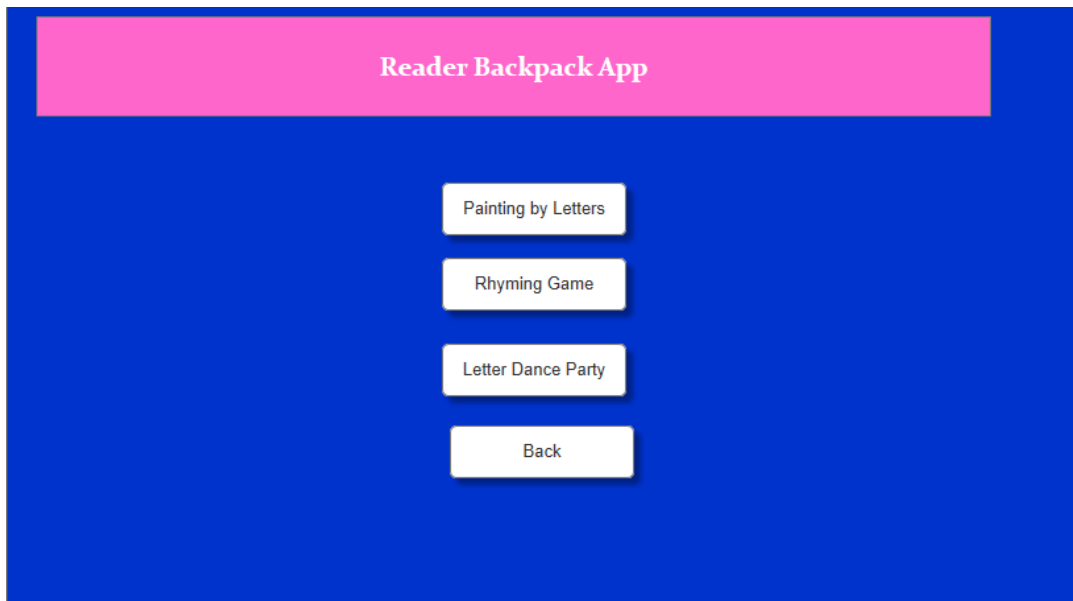 Reader Backpack App
Painting by Letters
Rhyming Game
Letter Dance Party
Back